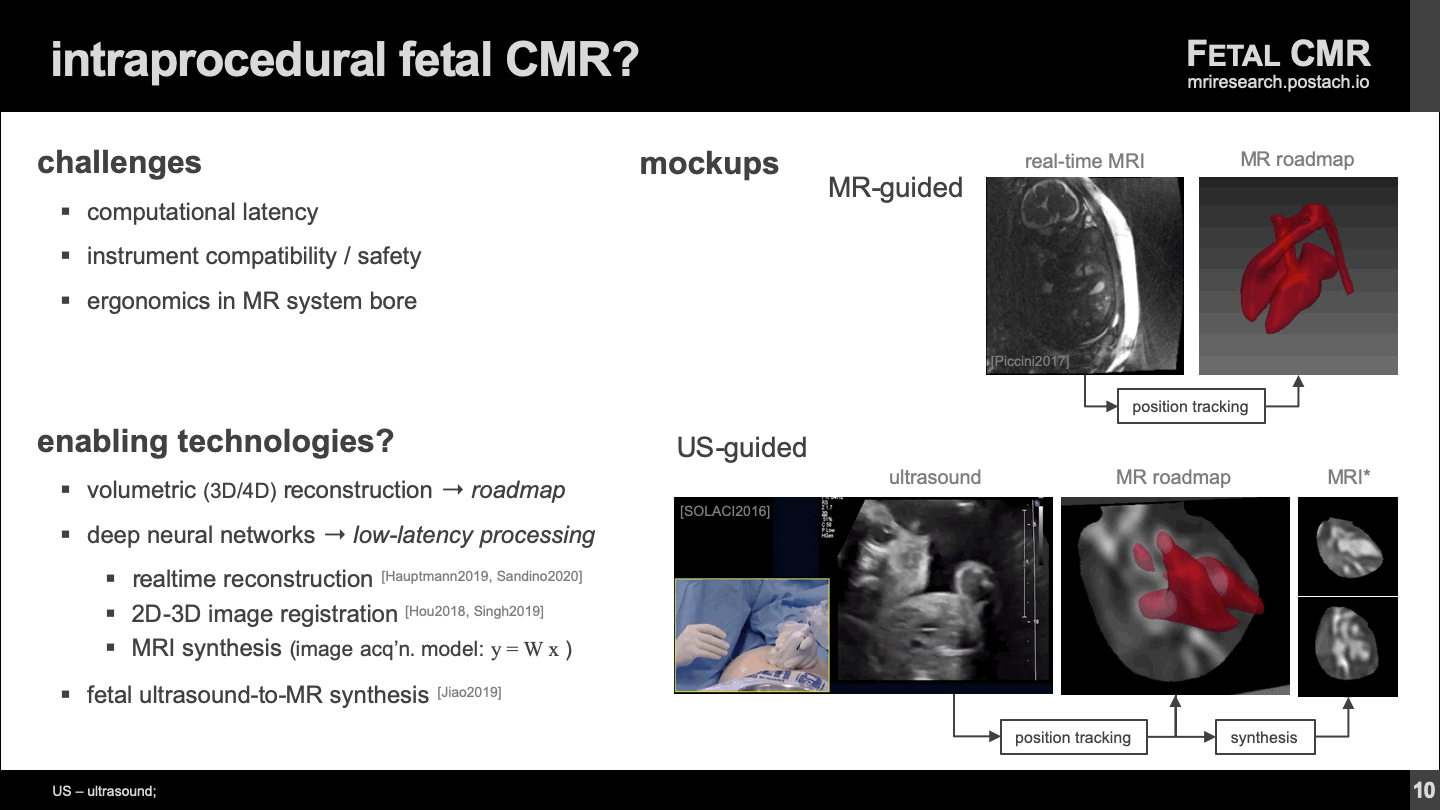 intraprocedural fetal CMR?
FETAL CMR
mriresearch.postach.io
challenges
▪ computational latency
▪ instrument compatibility / safety
▪ ergonomics in MR system bore
enabling technologies?
▪ volumetric (3D/4D) reconstruction → roadmap
▪ deep neural networks → low-latency processing
▪ realtime reconstruction [Hauptmann2019, Sandino2020]
▪ 2D-3D image registration [Hou2018, Singh2019]
▪ MRI synthesis (image acq’n. model: y = W x )
▪ fetal ultrasound-to-MR synthesis [Jiao2019]
mockups
MR-guided
real-time MRI
MR roadmap
[Piccini2017]
position tracking
US-guided
ultrasound
MR roadmap
MRI*
[SOLACI2016]
position tracking
synthesis
US – ultrasound;
10